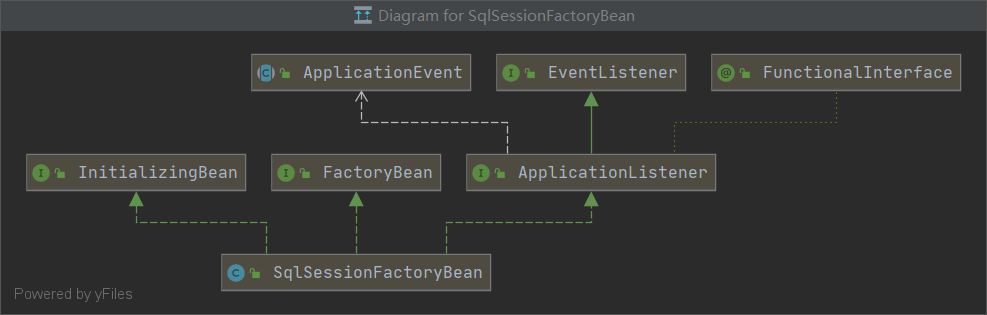 Diagram for SqlSessionFactoryBean
C ApplicationEvent
I EventListener
@ FunctionalInterface
I InitializingBean
I FactoryBean
I ApplicationListener
C SqlSessionFactoryBean
Powered by yFiles